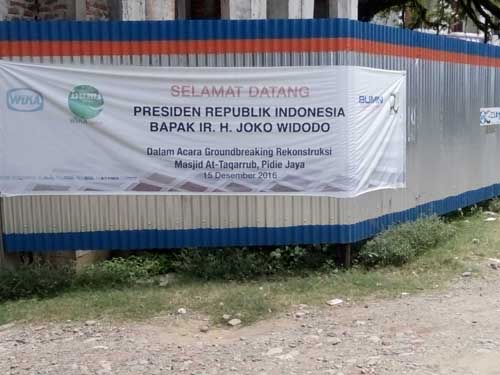 SELAMAT DATANG
PRESIDEN REPUBLIK INDONESIA
BAPAK IR. H. JOKO WIDODO
Dalam Acara Groundbreaking Rekonstruksi
Masjid At-Taqarrub, Pidie Jaya
15 Desember 2016
WIKA
BUMN